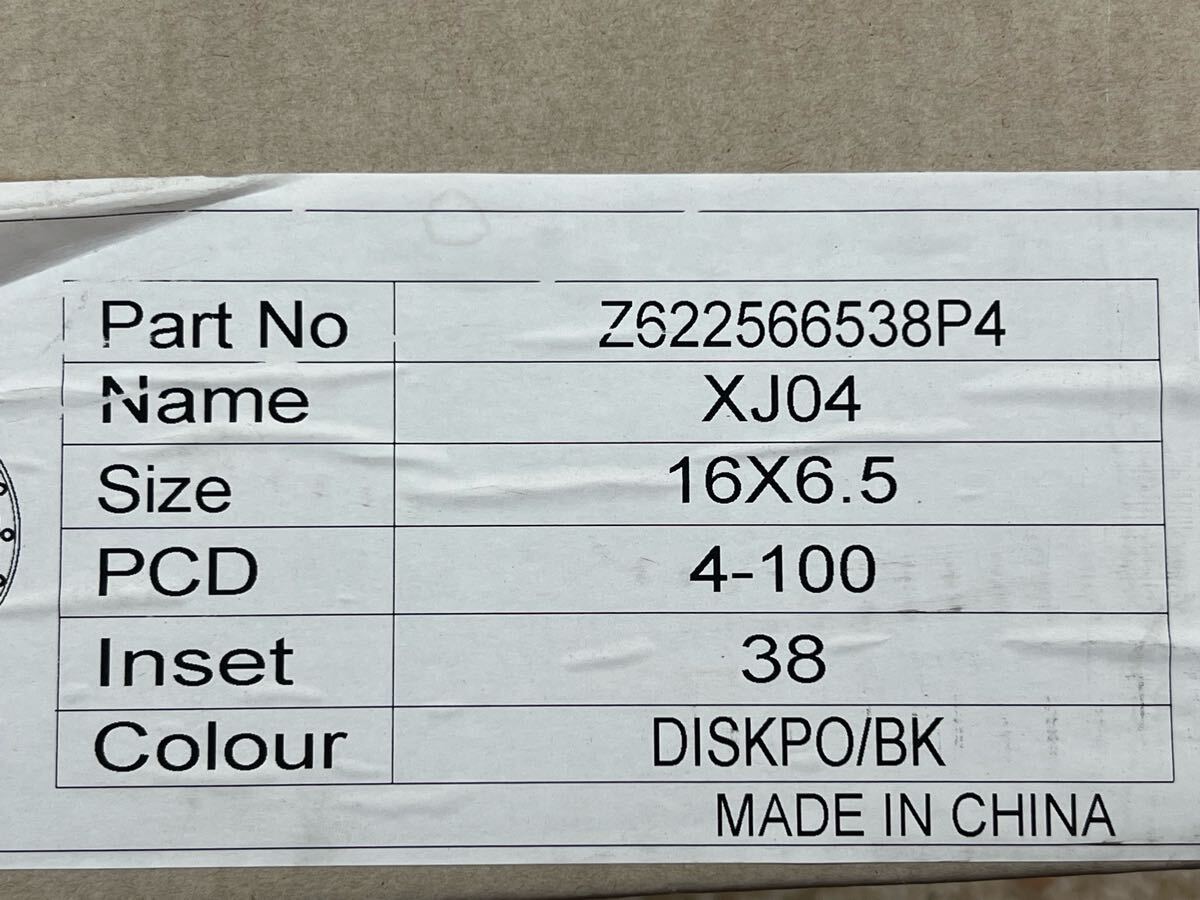 Part No Z622566538P4
Name XJ04
Size 16X6.5
PCD 4-100
Inset 38
Colour DISKPO/BK
MADE IN CHINA